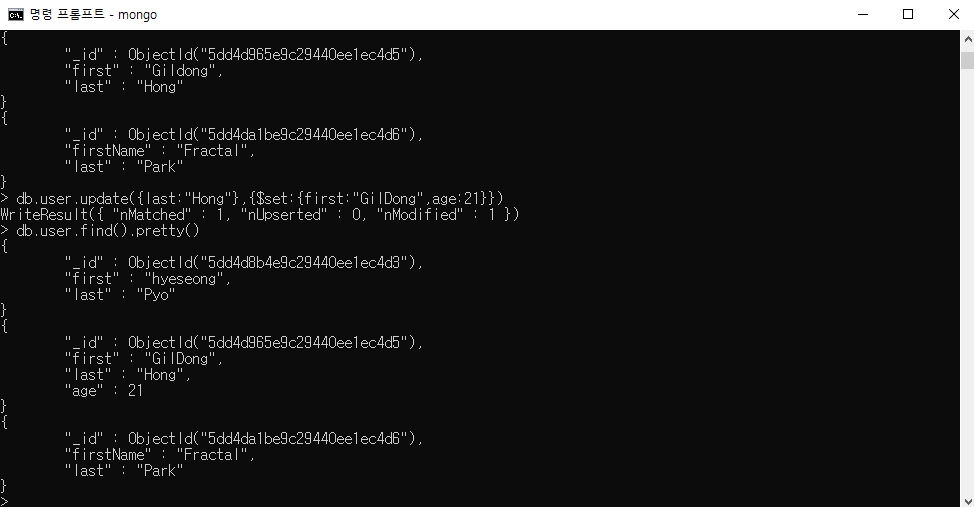 명령 프롬프트 - mongo
{
        "_id" : ObjectId("5dd4d965e9c29440ee1ec4d5"),
        "first" : "Gildong",
        "last" : "Hong"
}
{
        "_id" : ObjectId("5dd4da1be9c29440ee1ec4d6"),
        "firstName" : "Fractal",
        "last" : "Park"
}
> db.user.update({last:"Hong"},{$set:{first:"GilDong",age:21}})
WriteResult({ "nMatched" : 1, "nUpserted" : 0, "nModified" : 1 })
> db.user.find().pretty()
{
        "_id" : ObjectId("5dd4d8b4e9c29440ee1ec4d3"),
        "first" : "hyeseong",
        "last" : "Pyo"
}
{
        "_id" : ObjectId("5dd4d965e9c29440ee1ec4d5"),
        "first" : "GilDong",
        "last" : "Hong",
        "age" : 21
}
{
        "_id" : ObjectId("5dd4da1be9c29440ee1ec4d6"),
        "firstName" : "Fractal",
        "last" : "Park"
}
>